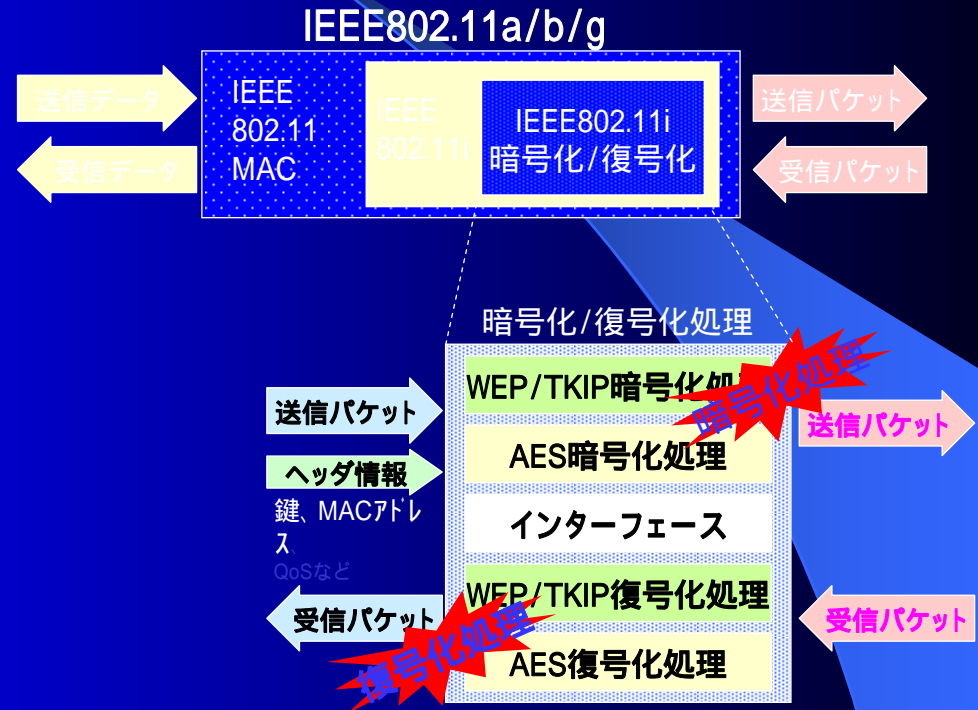 IEEE802.11a/b/g
送信データ
受信データ
IEEE
802.11
MAC
IEEE
802.11i
IEEE802.11i
暗号化/復号化
送信パケット
受信パケット
暗号化/復号化処理
WEP/TKIP暗号化処理
暗号化処理
AES暗号化処理
インターフェース
WEP/TKIP復号化処理
AES復号化処理
復号化処理
送信パケット
ヘッダ情報
鍵、MACアドレ
ス、
QoSなど
受信パケット
送信パケット
受信パケット